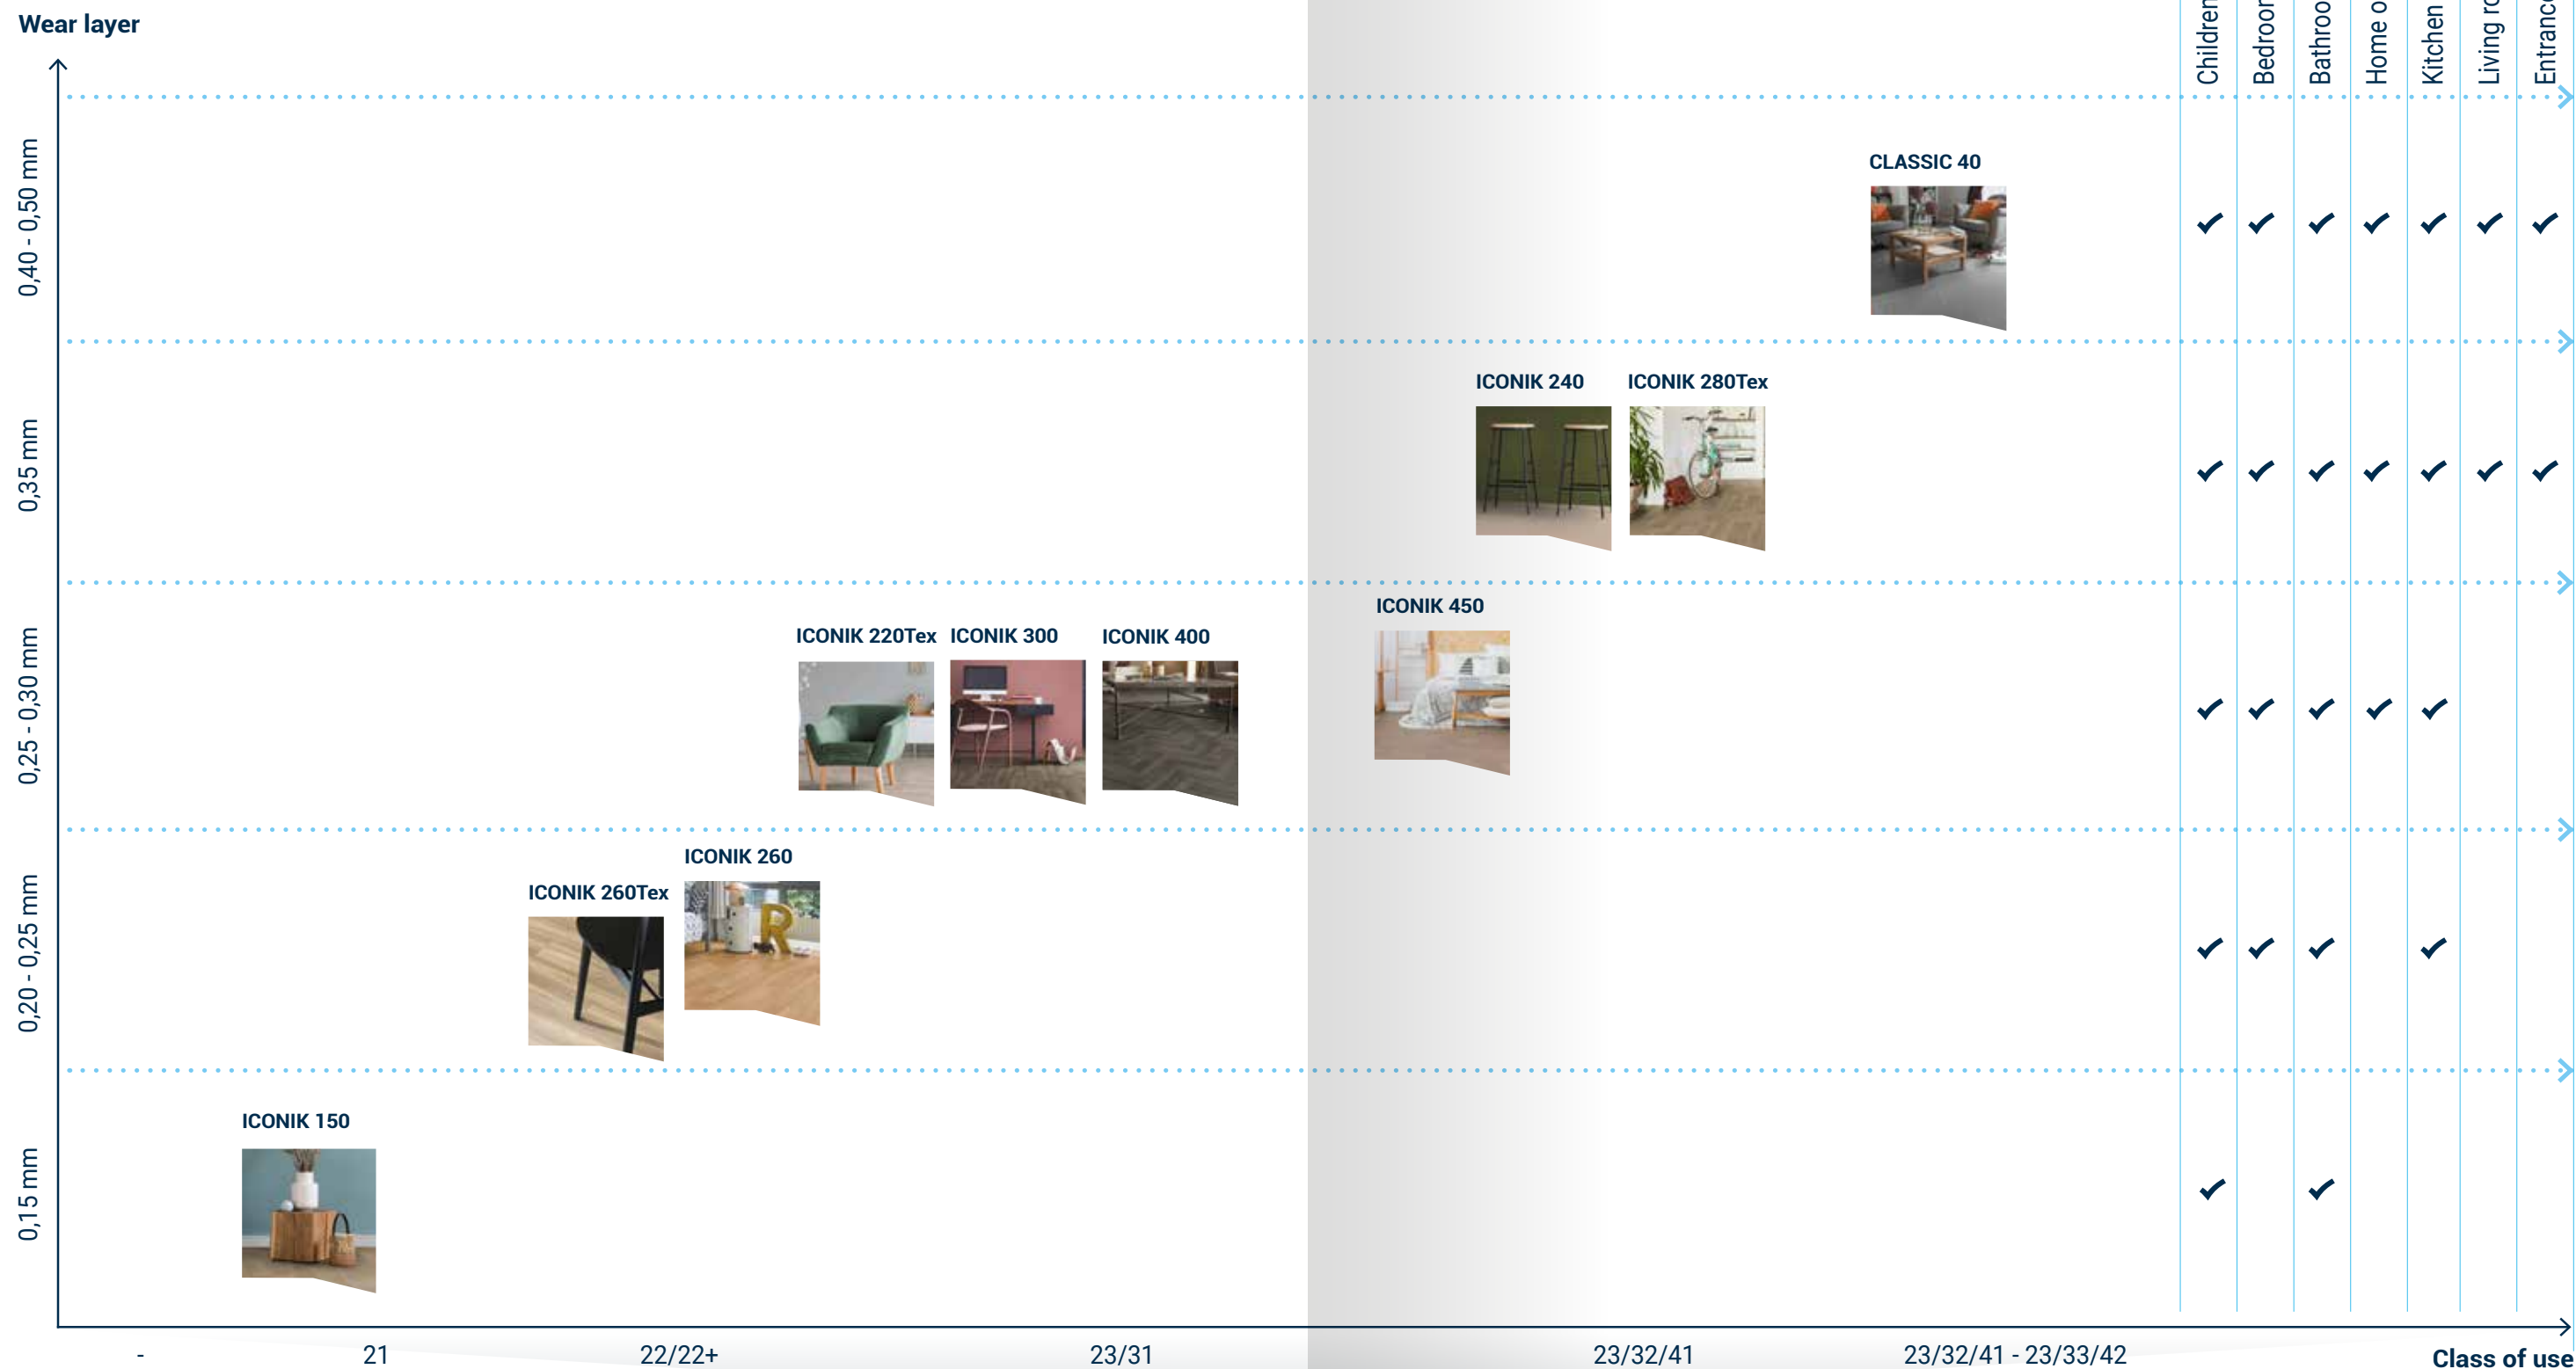 Wear layer
Children
Bedroo
Bathroo
Home o
Kitchen
Living ro
Entranc
0,40 - 0,50 mm
CLASSIC 40
0,35 mm
ICONIK 240
ICONIK 280Tex
0,25 - 0,30 mm
ICONIK 220Tex
ICONIK 300
ICONIK 400
ICONIK 450
0,20 - 0,25 mm
ICONIK 260Tex
ICONIK 260
R
0,15 mm
ICONIK 150
-
21
22/22+
23/31
23/32/41
23/32/41 - 23/33/42
Class of use